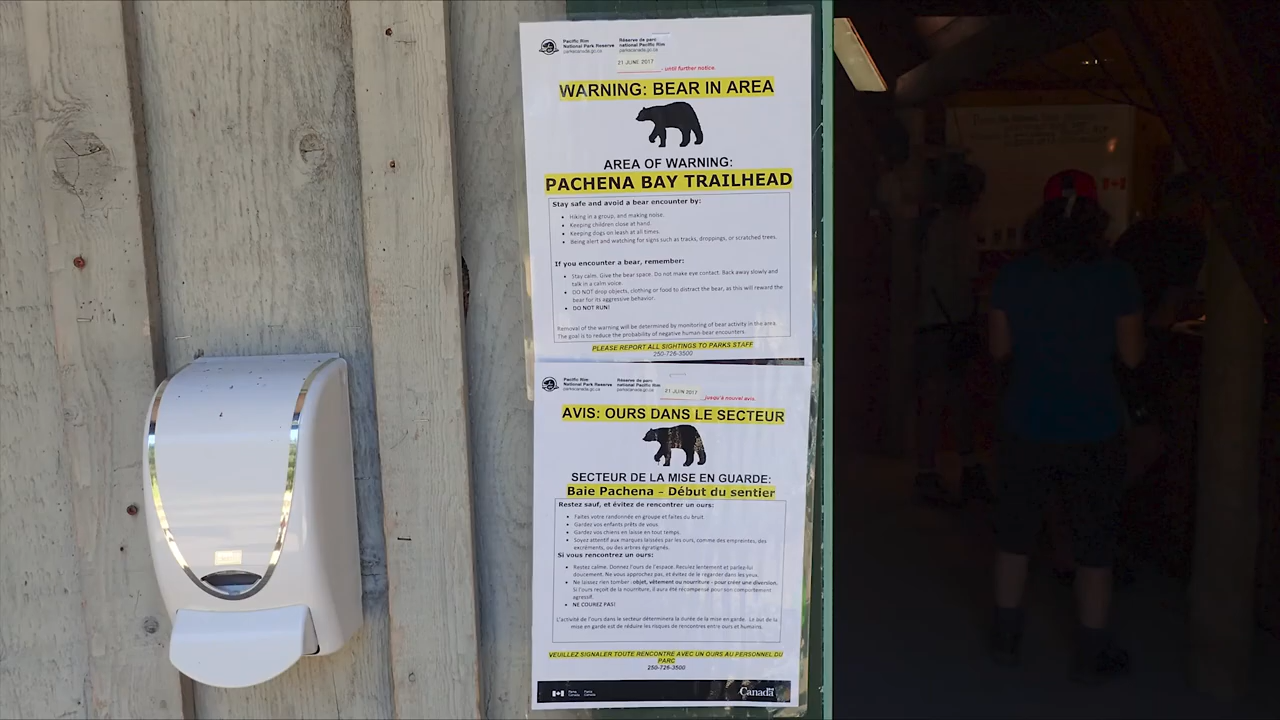 Pacific Rim
National Park Reserve
parkscanada.gc.ca
Réserve de parc
national Pacific Rim
parkscanada.gc.ca
21 JUNE 2017
- until further notice.
WARNING: BEAR IN AREA
AREA OF WARNING:
PACHENA BAY TRAILHEAD
Stay safe and avoid a bear encounter by:
• Hiking in a group, and making noise.
• Keeping children close at hand.
• Keeping dogs on leash at all times.
• Being alert and watching for signs such as tracks, droppings, or scratched trees.
If you encounter a bear, remember:
• Stay calm. Give the bear space. Do not make eye contact. Back away slowly and
talk in a calm voice.
• DO NOT drop objects, clothing or food to distract the bear, as this will reward the
bear for its aggressive behavior.
• DO NOT RUN!
Removal of the warning will be determined by monitoring of bear activity in the area.
The goal is to reduce the probability of negative human-bear encounters.
PLEASE REPORT ALL SIGHTINGS TO PARKS STAFF
250-726-3500
Pacific Rim
National Park Reserve
parkscanada.gc.ca
Réserve de parc
national Pacific Rim
parkscanada.gc.ca
21 JUIN 2017
jusqu'à nouvel avis.
AVIS: OURS DANS LE SECTEUR
SECTEUR DE LA MISE EN GUARDE:
Baie Pachena – Début du sentier
Restez sauf, et évitez de rencontrer un ours:
• Faites votre randonnée en groupe et faites du bruit
• Gardez vos enfants prêts de vous.
• Gardez vos chiens en laisse en tout temps.
• Soyez attentif aux marques laissées par les ours, comme des empreintes, des
excréments, ou des arbres égratignés.
Si vous rencontrez un ours:
• Restez calme. Donnez l'ours de l'espace. Reculez lentement et parlez-lui
doucement. Ne vous approchez pas, et évitez de le regarder dans les yeux.
• Ne laissez rien tomber : objet, vêtement ou nourriture - pour créer une diversion.
Si l'ours reçoit de la nourriture, il aura été récompensé pour son comportement
agressif.
• NE COUREZ PAS!
L'activité de l'ours dans le secteur déterminera la durée de la mise en garde. Le but de la
mise en garde est de réduire les risques de rencontres entre ours et humains.
VEUILLEZ SIGNALER TOUTE RENCONTRE AVEC UN OURS AU PERSONNEL DU
PARC
250-726-3500
Parks
Canada
Parcs
Canada
Canada